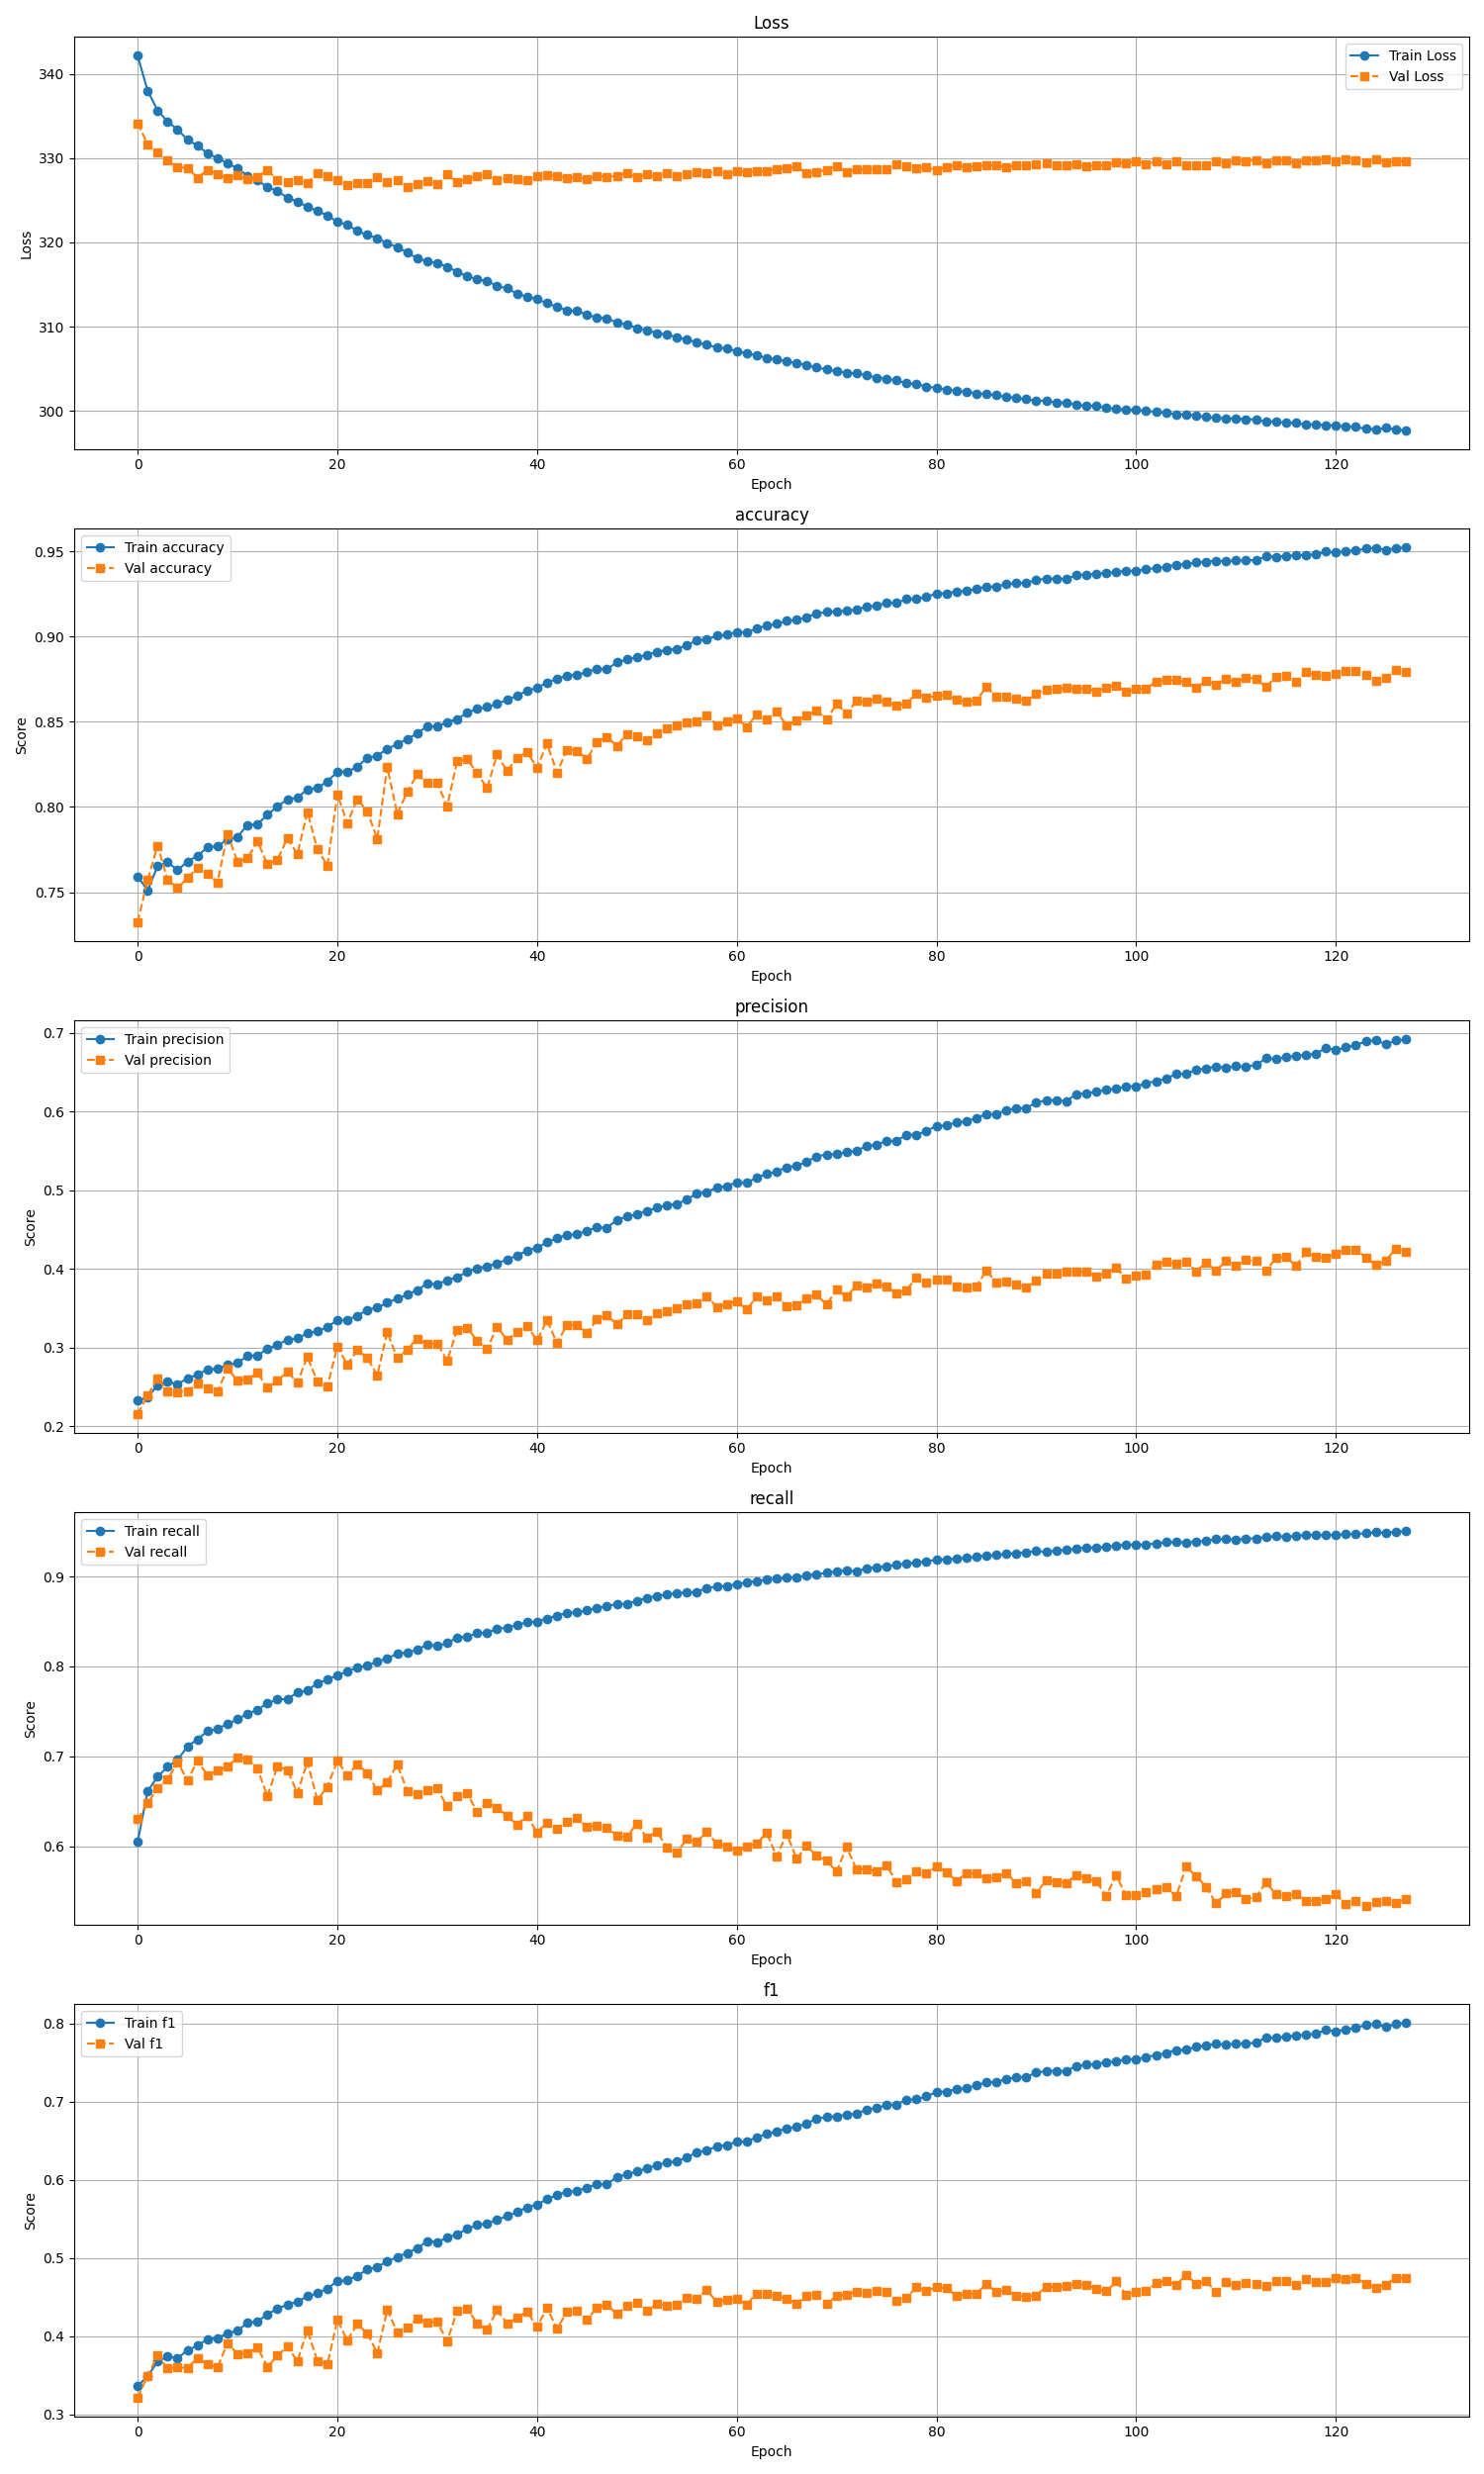 Loss
Train Loss
Val Loss
340
330
320
310
300
Loss
0 20 40 60 80 100 120
Epoch
accuracy
Train accuracy
Val accuracy
0.95
0.90
0.85
0.80
0.75
Score
0 20 40 60 80 100 120
Epoch
precision
Train precision
Val precision
0.7
0.6
0.5
0.4
0.3
0.2
Score
0 20 40 60 80 100 120
Epoch
recall
Train recall
Val recall
0.9
0.8
0.7
0.6
Score
0 20 40 60 80 100 120
Epoch
f1
Train f1
Val f1
0.8
0.7
0.6
0.5
0.4
0.3
Score
0 20 40 60 80 100 120
Epoch